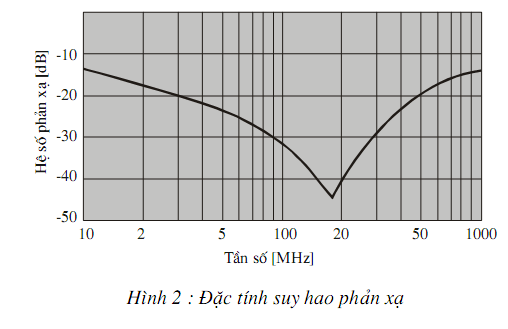 Hệ số phản xạ [dB]
-10
-20
-30
-40
-50
10 2 5 100 20 50 1000
Tần số [MHz]
Hình 2 : Đặc tính suy hao phản xạ